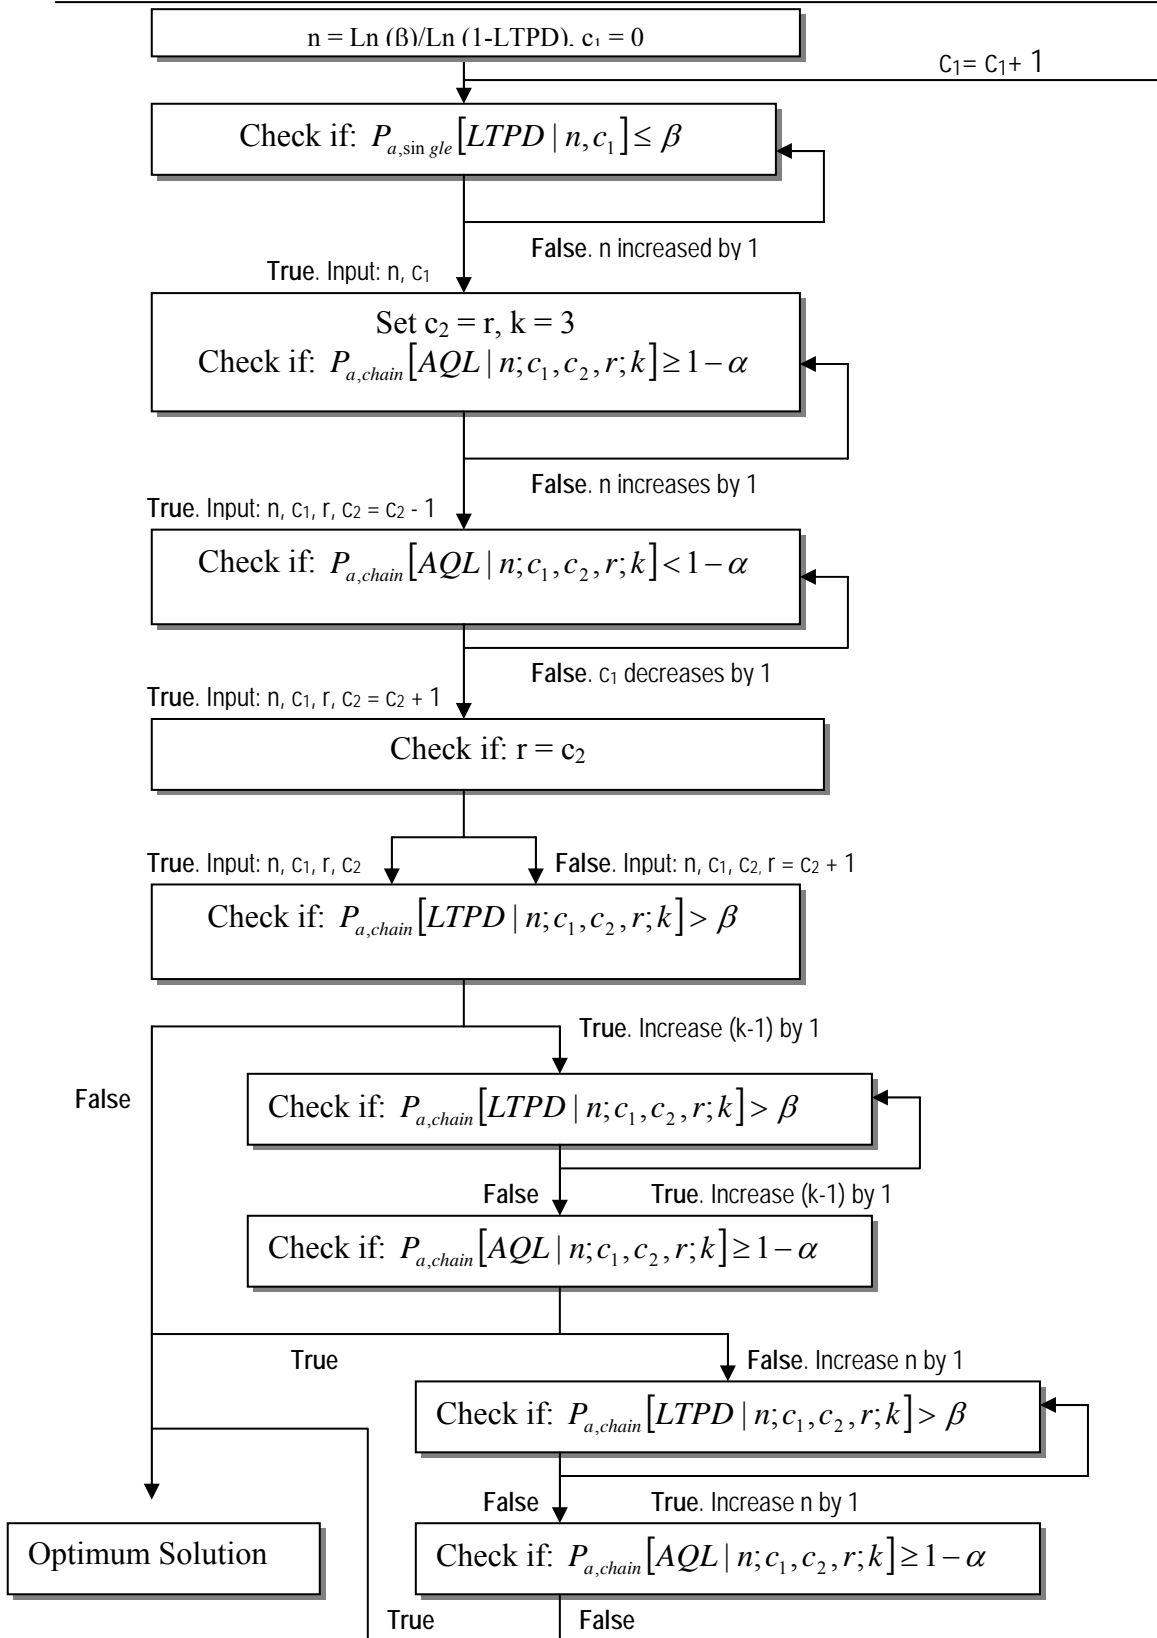 n = Ln (β)/Ln (1-LTPD), c₁ = 0
c₁= c₁+ 1
Check if: P_{a,sin gle}[LTPD | n,c₁] ≤ β
False. n increased by 1
True. Input: n, c₁
Set c₂ = r, k = 3
Check if: P_{a,chain}[AQL | n;c₁,c₂,r;k] ≥ 1−α
False. n increases by 1
True. Input: n, c₁, r, c₂ = c₂ - 1
Check if: P_{a,chain}[AQL | n;c₁,c₂,r;k] < 1−α
False. c₁ decreases by 1
True. Input: n, c₁, r, c₂ = c₂ + 1
Check if: r = c₂
True. Input: n, c₁, r, c₂
False. Input: n, c₁, c₂, r = c₂ + 1
Check if: P_{a,chain}[LTPD | n;c₁,c₂,r;k] > β
True. Increase (k-1) by 1
False
Check if: P_{a,chain}[LTPD | n;c₁,c₂,r;k] > β
False
True. Increase (k-1) by 1
Check if: P_{a,chain}[AQL | n;c₁,c₂,r;k] ≥ 1−α
True
False. Increase n by 1
Check if: P_{a,chain}[LTPD | n;c₁,c₂,r;k] > β
False
True. Increase n by 1
Optimum Solution
Check if: P_{a,chain}[AQL | n;c₁,c₂,r;k] ≥ 1−α
True
False